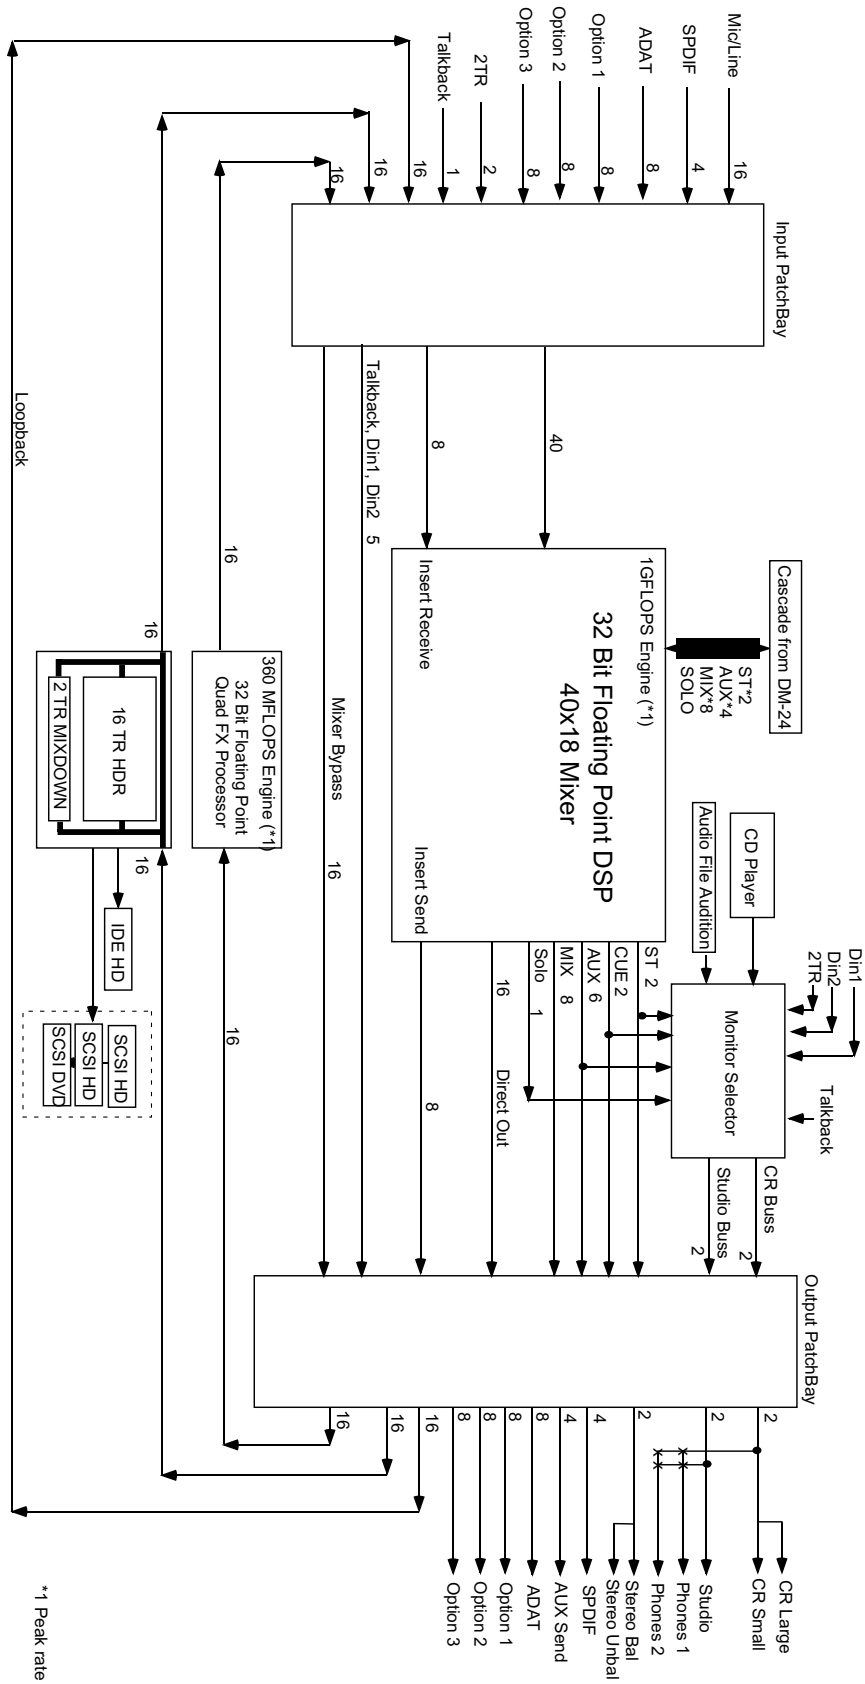 Mic/Line
16
SPDIF
4
ADAT
8
Option 1
8
Option 2
8
Option 3
8
2TR
2
Talkback
1
16
16
16
Input PatchBay
Loopback
40
8
Talkback, Din1, Din2 5
Mixer Bypass
16
Cascade from DM-24
ST*2
AUX*4
MIX*8
SOLO
1GFLOPS Engine (*1)
32 Bit Floating Point DSP
40x18 Mixer
Insert Receive
Insert Send
16
360 MFLOPS Engine (*1)
32 Bit Floating Point
Quad FX Processor
16
16
16 TR HDR
2 TR MIXDOWN
16
IDE HD
SCSI HD
SCSI HD
SCSI DVD
CD Player
Audio File Audition
Din1
Din2
2TR
Talkback
Monitor Selector
ST 2
CUE 2
AUX 6
MIX 8
Solo 1
16 Direct Out
8
CR Buss
2
Studio Buss
2
Output PatchBay
2
2
2
4
4
8
8
8
8
16
16
16
CR Large
CR Small
Studio
Phones 1
Phones 2
Stereo Bal
Stereo Unbal
SPDIF
AUX Send
ADAT
Option 1
Option 2
Option 3
*1 Peak rate